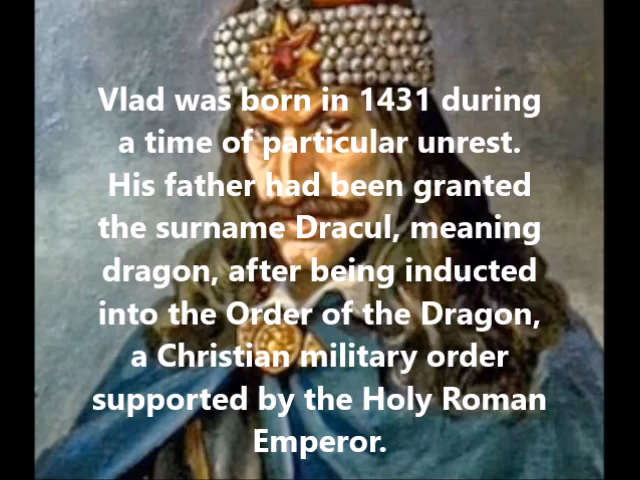 Vlad was born in 1431 during
a time of particular unrest.
His father had been granted
the surname Dracul, meaning
dragon, after being inducted
into the Order of the Dragon,
a Christian military order
supported by the Holy Roman
Emperor.